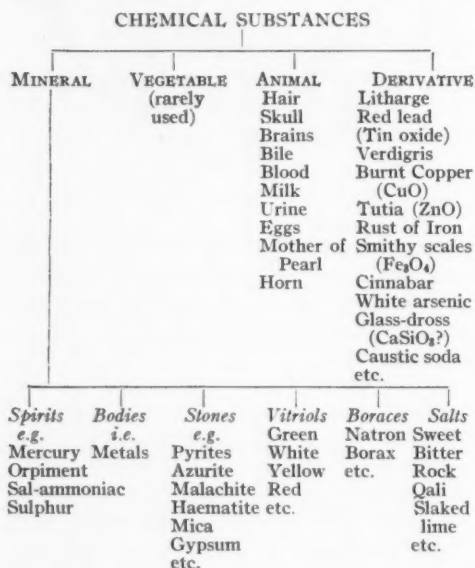 CHEMICAL SUBSTANCES
MINERAL VEGETABLE ANIMAL DERIVATIVE
(rarely Hair Litharge
used) Skull Red lead
Brains (Tin oxide)
Bile Verdigris
Blood Burnt Copper
Milk (CuO)
Urine Tutia (ZnO)
Eggs Rust of Iron
Mother of Smithy scales
Pearl (Fe₃O₄)
Horn Cinnabar
White arsenic
Glass-dross
(CaSiO₃?)
Caustic soda
etc.
Spirits Bodies Stones Vitriols Boraces Salts
e.g. i.e. e.g. Green Natron Sweet
Mercury Metals Pyrites White Borax Bitter
Orpiment Azurite Yellow etc. Rock
Sal-ammoniac Malachite Red Qali
Sulphur Haematite etc. Slaked
Mica lime
Gypsum etc.
etc.